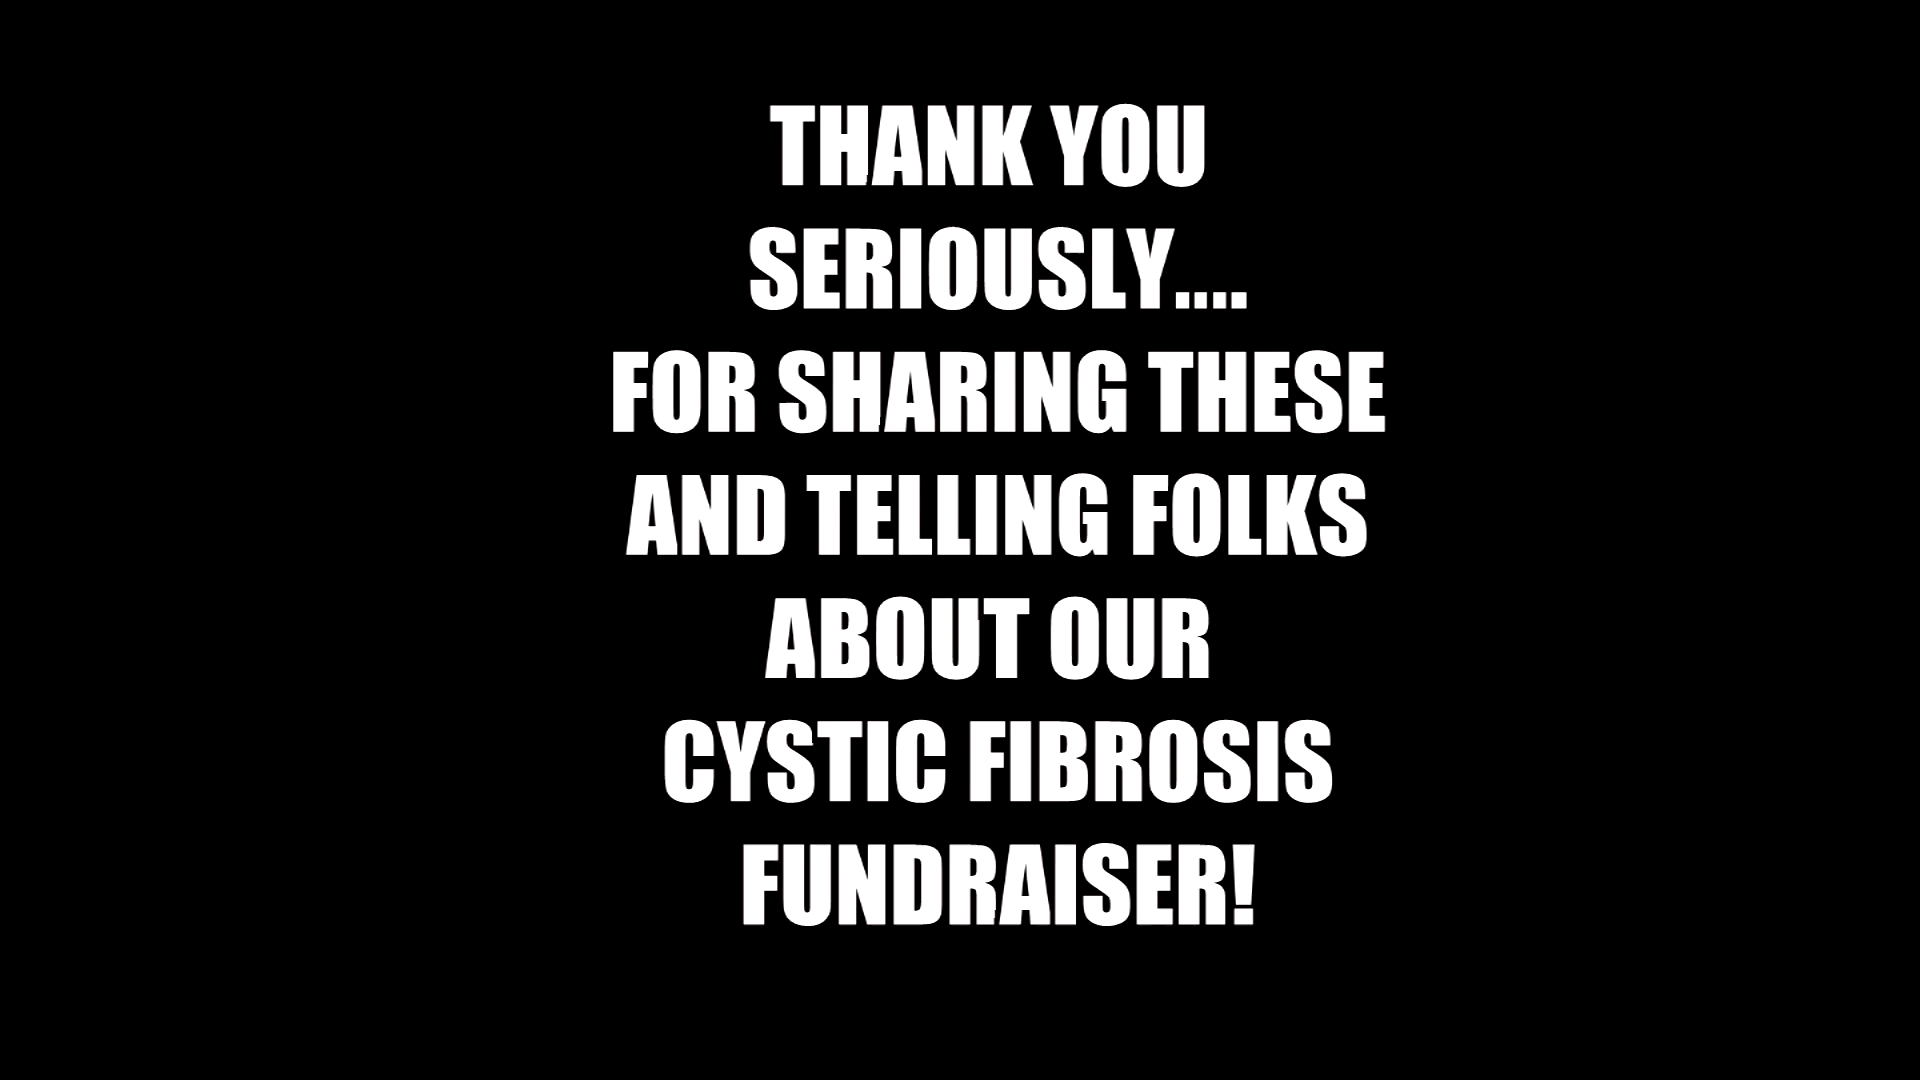 THANK YOU
SERIOUSLY....
FOR SHARING THESE
AND TELLING FOLKS
ABOUT OUR
CYSTIC FIBROSIS
FUNDRAISER!